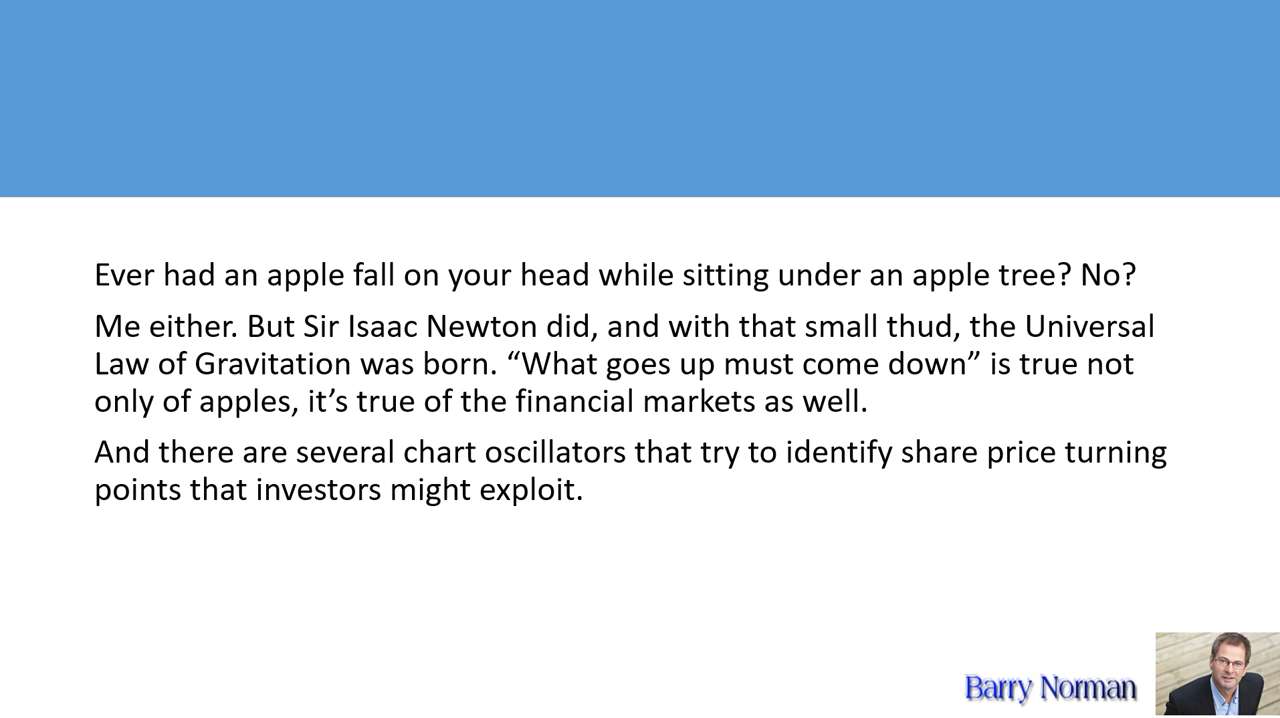 Ever had an apple fall on your head while sitting under an apple tree? No?
Me either. But Sir Isaac Newton did, and with that small thud, the Universal
Law of Gravitation was born. “What goes up must come down” is true not
only of apples, it’s true of the financial markets as well.
And there are several chart oscillators that try to identify share price turning
points that investors might exploit.
Barry Norman